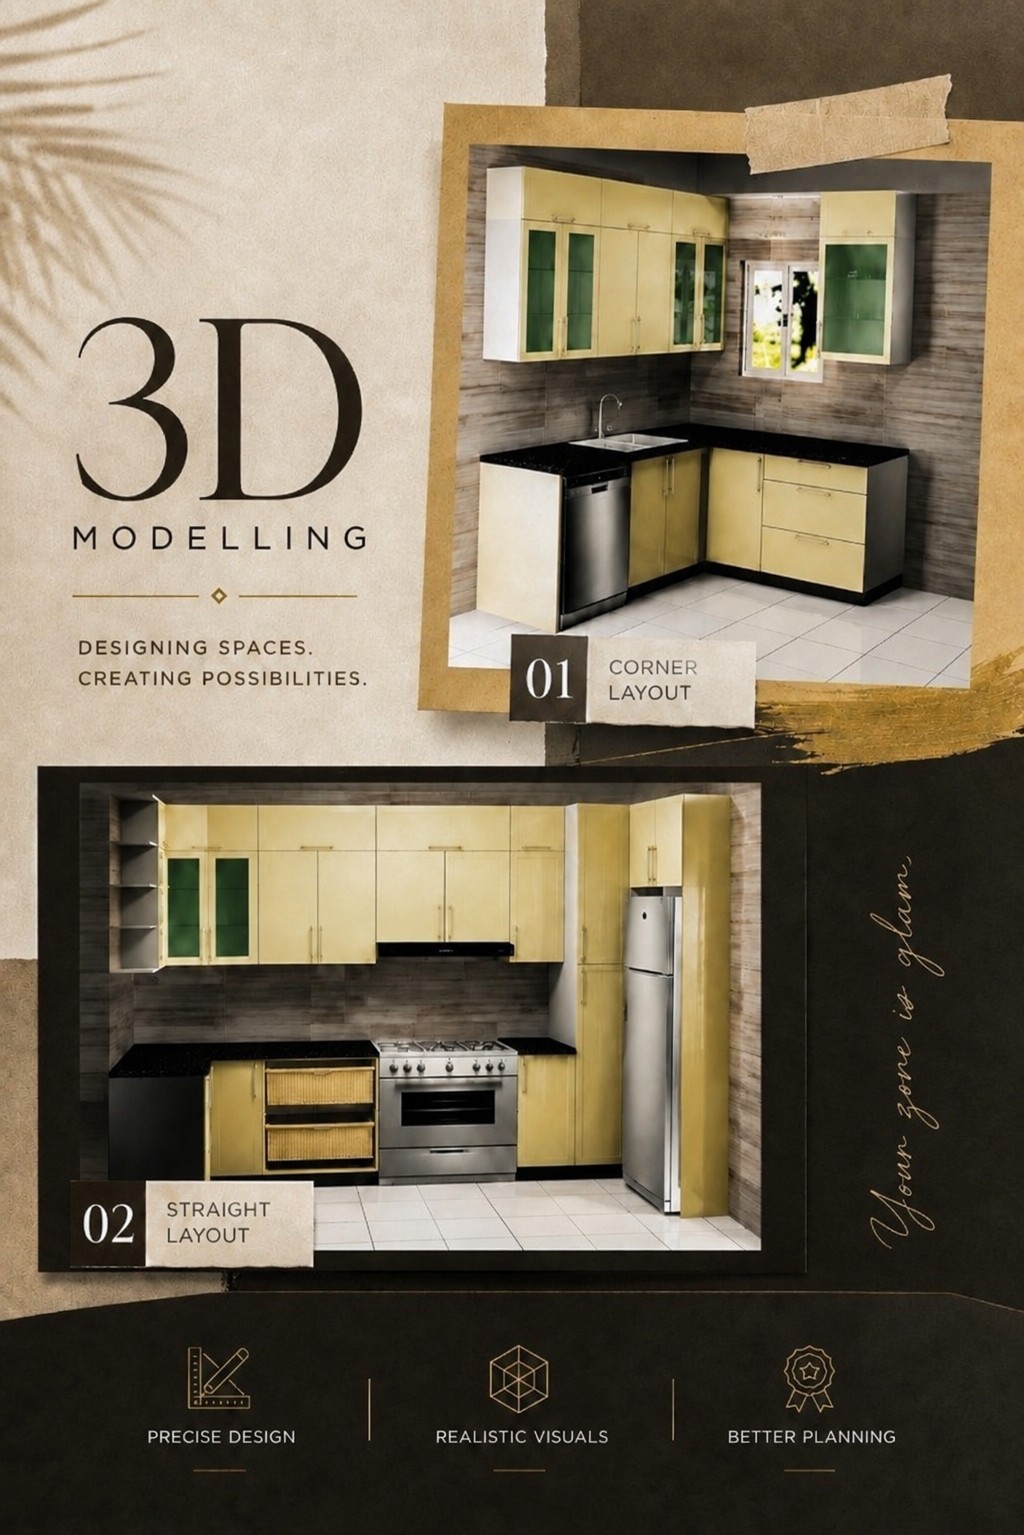 3D
MODELLING
DESIGNING SPACES.
CREATING POSSIBILITIES.
01
CORNER
LAYOUT
02
STRAIGHT
LAYOUT
Your zone is glam
PRECISE DESIGN
REALISTIC VISUALS
BETTER PLANNING